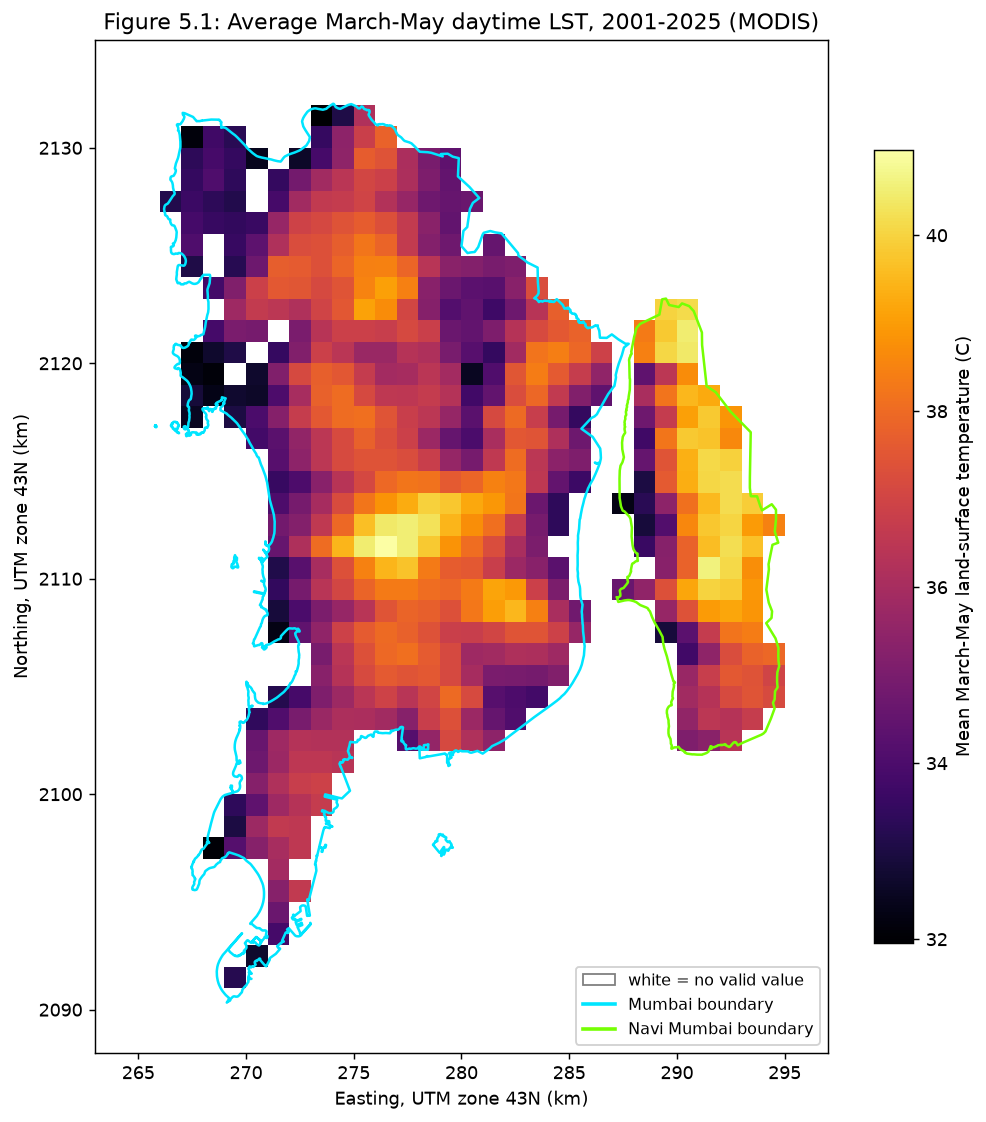 Figure 5.1: Average March-May daytime LST, 2001-2025 (MODIS)
2130
2120
2110
2100
2090
Northing, UTM zone 43N (km)
265 270 275 280 285 290 295
Easting, UTM zone 43N (km)
white = no valid value
Mumbai boundary
Navi Mumbai boundary
40
38
36
34
32
Mean March-May land-surface temperature (C)